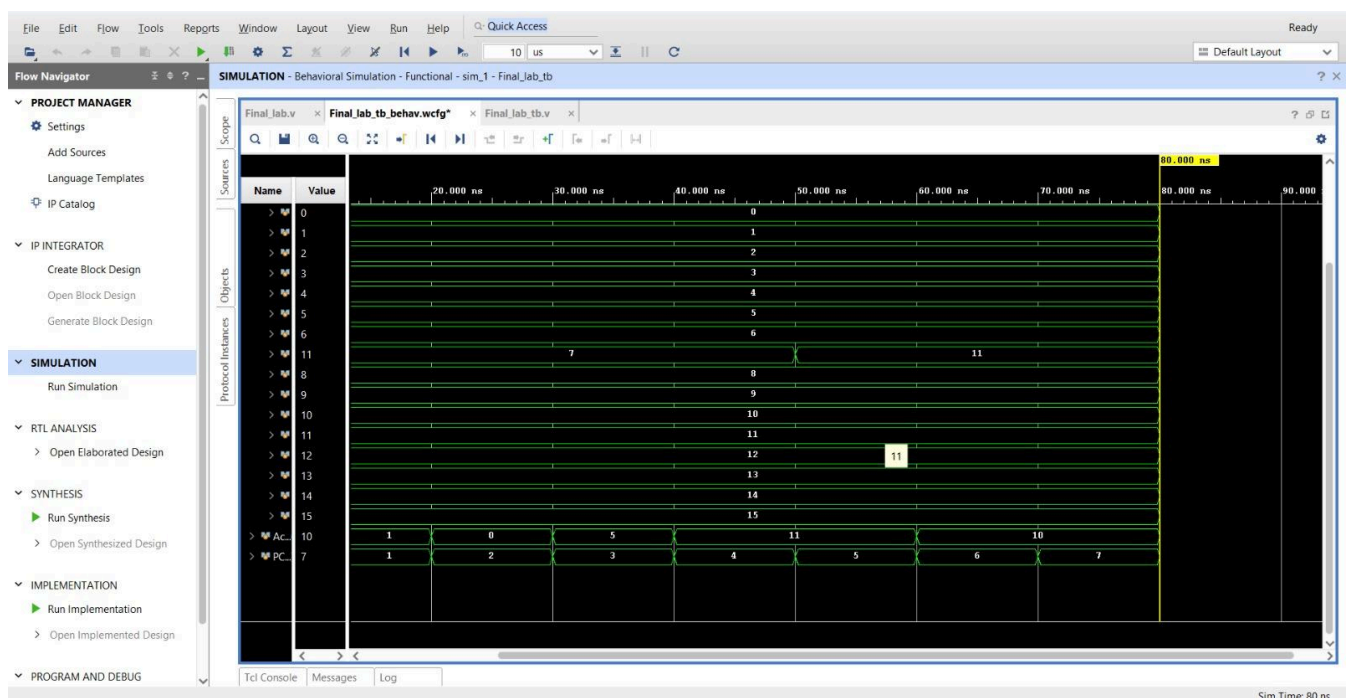 File Edit Flow Tools Reports Window Layout View Run Help Quick Access Ready
10 us Default Layout
Flow Navigator ? SIMULATION - Behavioral Simulation - Functional - sim_1 - Final_lab_tb ?
PROJECT MANAGER
Settings
Add Sources
Language Templates
IP Catalog
IP INTEGRATOR
Create Block Design
Open Block Design
Generate Block Design
SIMULATION
Run Simulation
RTL ANALYSIS
Open Elaborated Design
SYNTHESIS
Run Synthesis
Open Synthesized Design
IMPLEMENTATION
Run Implementation
Open Implemented Design
PROGRAM AND DEBUG
Scope
Sources
Objects
Protocol Instances
Final_lab.v Final_lab_tb_behav.wcfg* Final_lab_tb.v ?
80.000 ns
Name Value 20.000 ns 30.000 ns 40.000 ns 50.000 ns 60.000 ns 70.000 ns 80.000 ns 90.000
0 0
1 1
2 2
3 3
4 4
5 5
6 6
11 7 11
8 8
9 9
10 10
11 11
12 12 11
13 13
14 14
15 15
Ac... 10 1 0 5 11 10
PC... 7 1 2 3 4 5 6 7
Tcl Console Messages Log
Sim Time: 80 ns